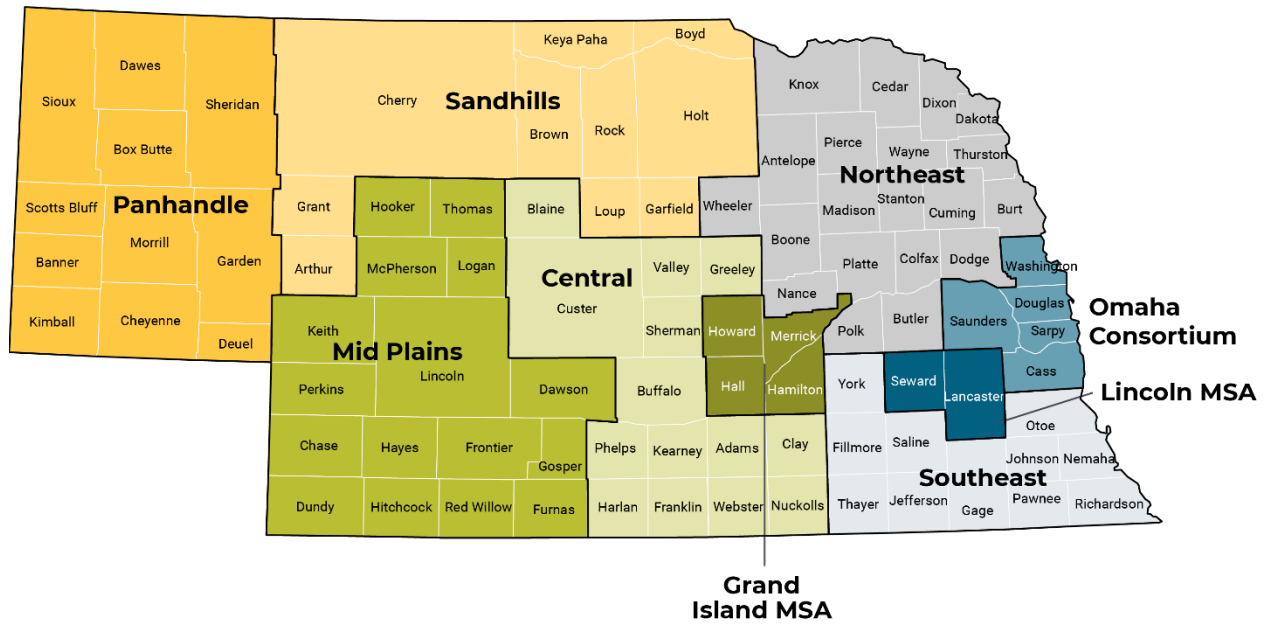 Keya Paha
Boyd
Dawes
Knox
Cedar
Sioux
Sheridan
Cherry
Sandhills
Dixon
Holt
Dakota
Brown
Rock
Box Butte
Pierce
Wayne
Thurston
Antelope
Northeast
Scotts Bluff
Panhandle
Grant
Hooker
Thomas
Blaine
Loup
Garfield
Wheeler
Madison
Stanton
Cuming
Burt
Morrill
Boone
Banner
Garden
Arthur
McPherson
Logan
Central
Valley
Greeley
Platte
Colfax
Dodge
Washington
Nance
Custer
Douglas
Omaha
Consortium
Kimball
Cheyenne
Keith
Sherman
Howard
Merrick
Polk
Butler
Saunders
Sarpy
Deuel
Mid Plains
Lincoln
Cass
Perkins
Dawson
Buffalo
Hall
Hamilton
York
Seward
Lancaster
Lincoln MSA
Otoe
Chase
Hayes
Frontier
Gosper
Phelps
Kearney
Adams
Clay
Fillmore
Saline
Johnson
Nemaha
Southeast
Dundy
Hitchcock
Red Willow
Furnas
Harlan
Franklin
Webster
Nuckolls
Thayer
Jefferson
Gage
Pawnee
Richardson
Grand
Island MSA